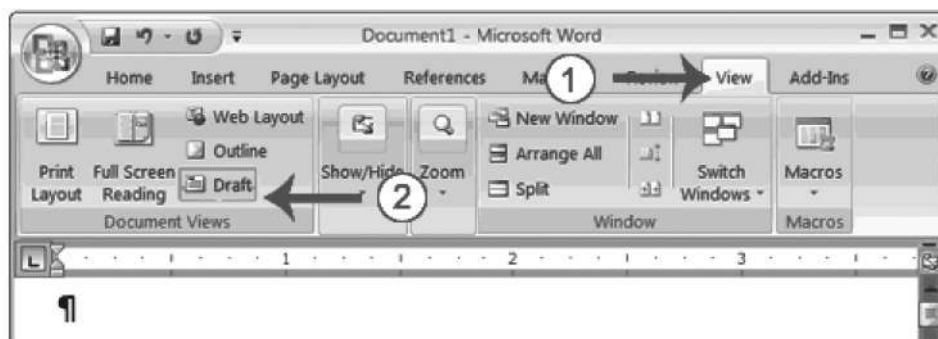 Document1 - Microsoft Word
Home Insert Page Layout References Ma 1 Review View Add-Ins
Web Layout New Window
Outline Arrange All
Print Layout Full Screen Reading Draft Show/Hide Zoom Split Switch Windows Macros
2
Document Views Window Macros
L 1 2 3
¶